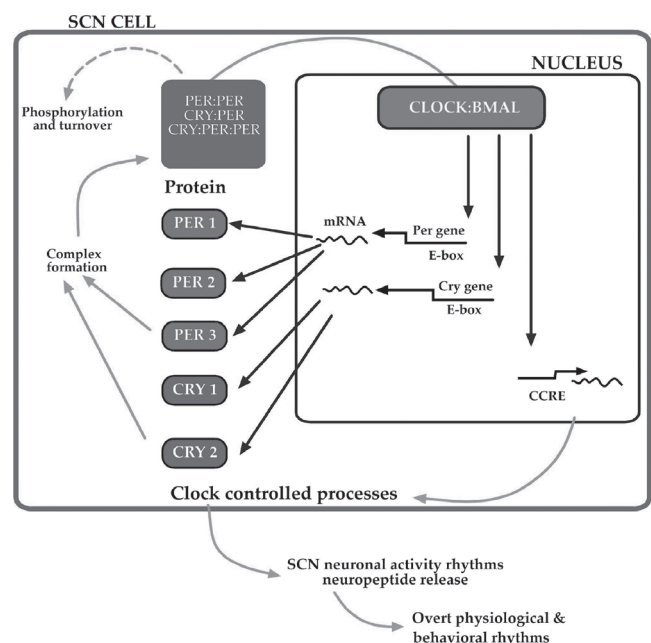 SCN CELL
NUCLEUS
PER:PER
CRY:PER
CRY:PER:PER
CLOCK:BMAL
Phosphorylation
and turnover
Protein
PER 1
mRNA
Per gene
E-box
Complex
formation
PER 2
Cry gene
E-box
PER 3
CRY 1
CCRE
CRY 2
Clock controlled processes
SCN neuronal activity rhythms
neuropeptide release
Overt physiological &
behavioral rhythms